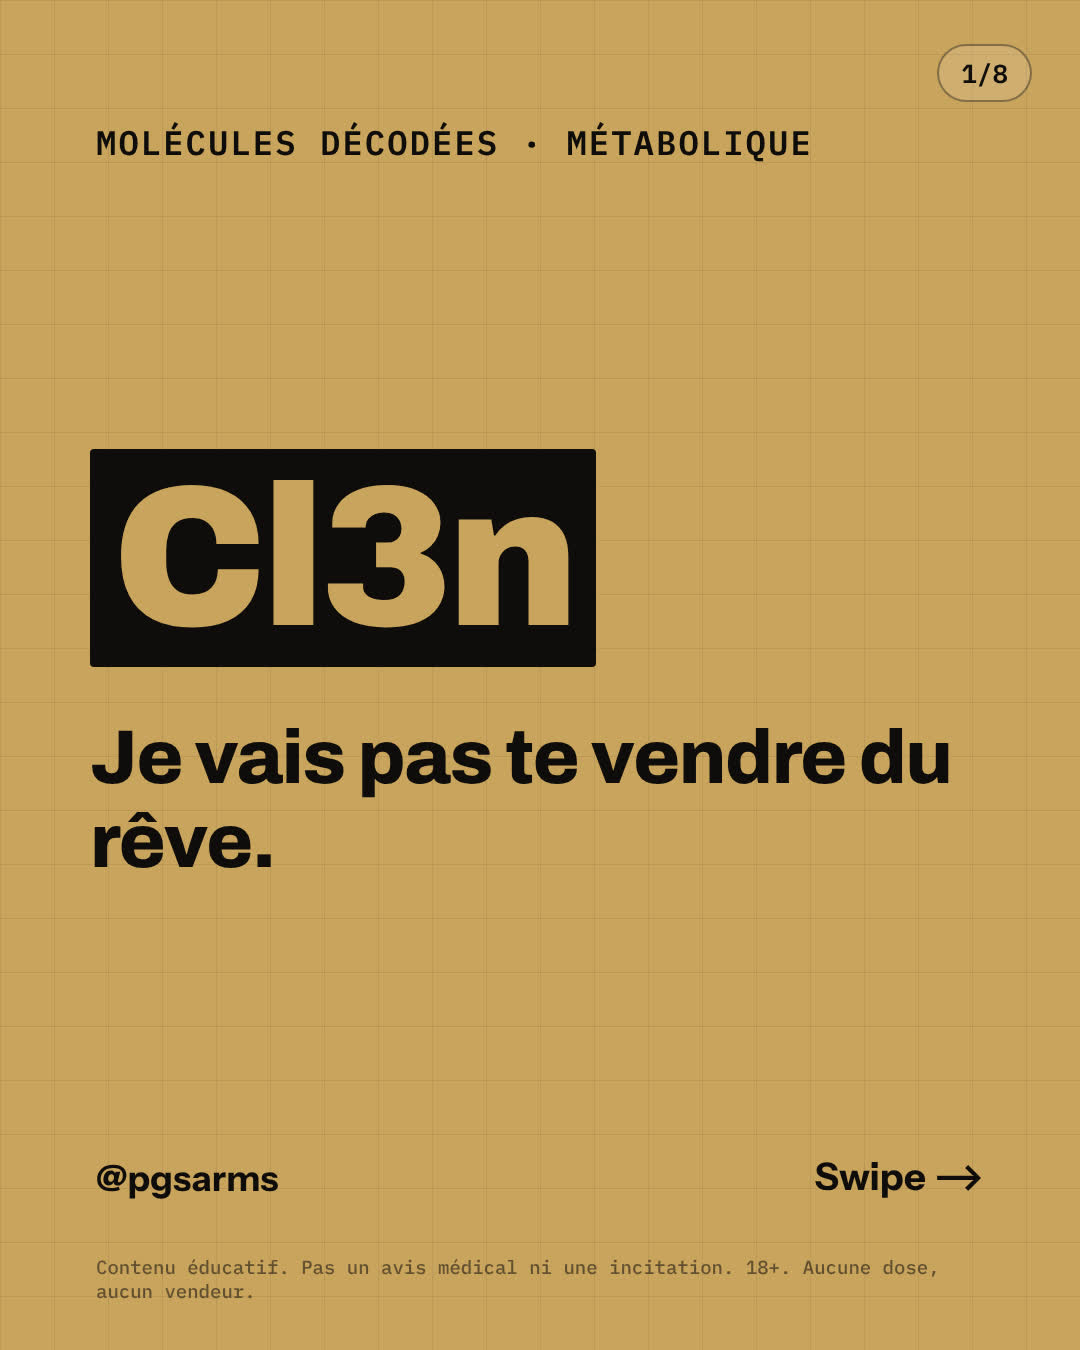 1/8
MOLÉCULES DÉCODÉES · MÉTABOLIQUE
Cl3n
Je vais pas te vendre du
rêve.
@pgsarms
Swipe →
Contenu éducatif. Pas un avis médical ni une incitation. 18+. Aucune dose,
aucun vendeur.